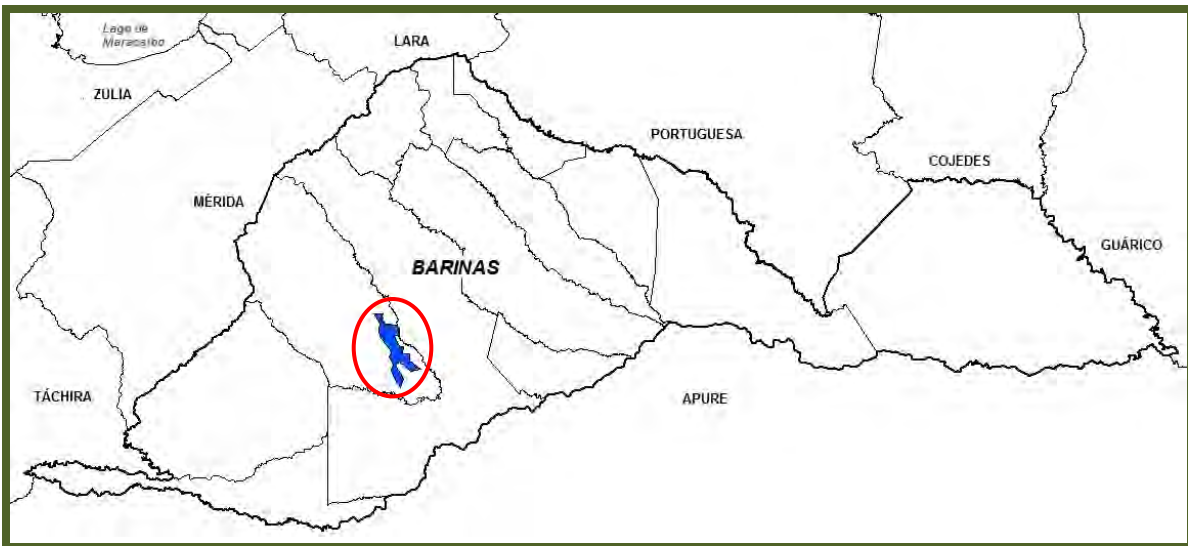 Lago de
Maracaibo
LARA
ZULIA
PORTUGUESA
COJEDES
MÉRIDA
GUÁRICO
BARINAS
TÁCHIRA
APURE